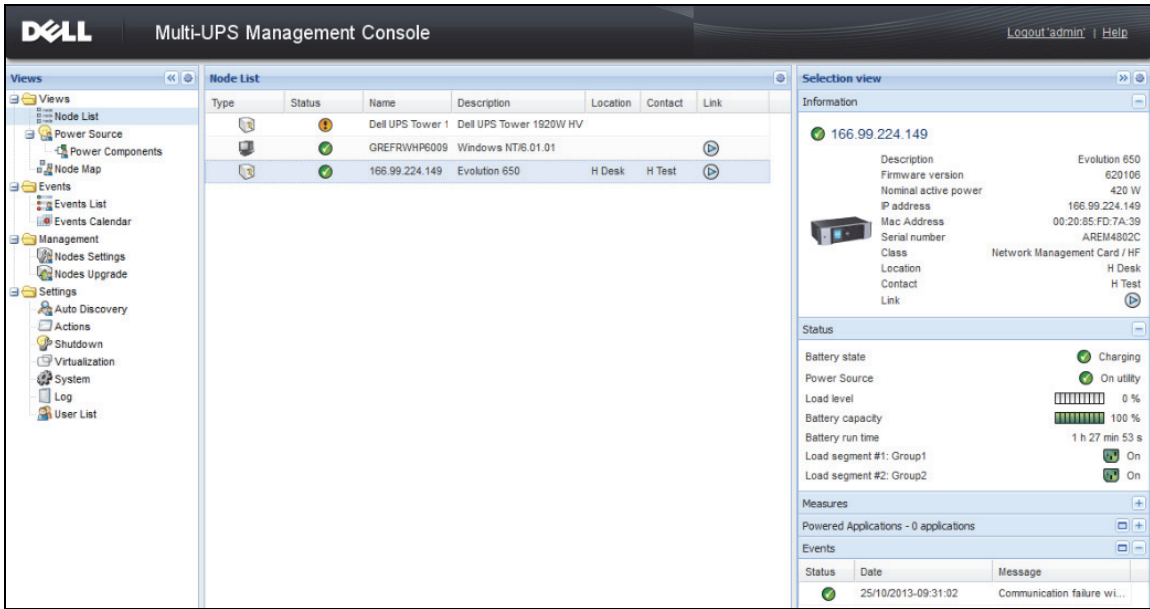 DELL Multi-UPS Management Console Logout 'admin' | Help
Views
Views
Node List
Power Source
Power Components
Node Map
Events
Events List
Events Calendar
Management
Nodes Settings
Nodes Upgrade
Settings
Auto Discovery
Actions
Shutdown
Virtualization
System
Log
User List
Node List
Type Status Name Description Location Contact Link
Dell UPS Tower 1 Dell UPS Tower 1920W HV
GREFRWHP6009 Windows NT/6.01.01
166.99.224.149 Evolution 650 H Desk H Test
Selection view
Information
166.99.224.149
Description Evolution 650
Firmware version 620106
Nominal active power 420 W
IP address 166.99.224.149
Mac Address 00:20:85:FD:7A:39
Serial number AREM4802C
Class Network Management Card / HF
Location H Desk
Contact H Test
Link
Status
Battery state Charging
Power Source On utility
Load level 0 %
Battery capacity 100 %
Battery run time 1 h 27 min 53 s
Load segment #1: Group1 On
Load segment #2: Group2 On
Measures
Powered Applications - 0 applications
Events
Status Date Message
25/10/2013-09:31:02 Communication failure wi...